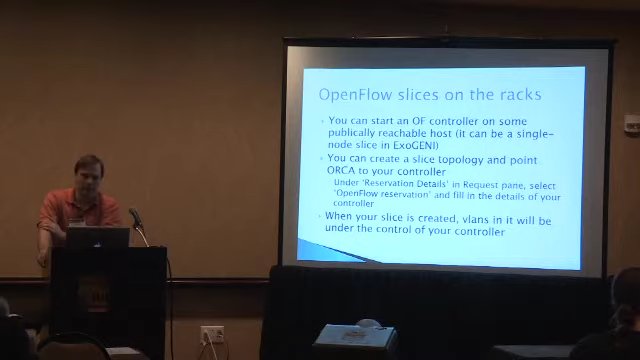 OpenFlow slices on the racks
You can start an OF controller on some
publically reachable host (it can be a single-
node slice in ExoGENI)
You can create a slice topology and point
ORCA to your controller
Under 'Reservation Details' in Request pane, select
'OpenFlow reservation' and fill in the details of your
controller
When your slice is created, vlans in it will be
under the control of your controller